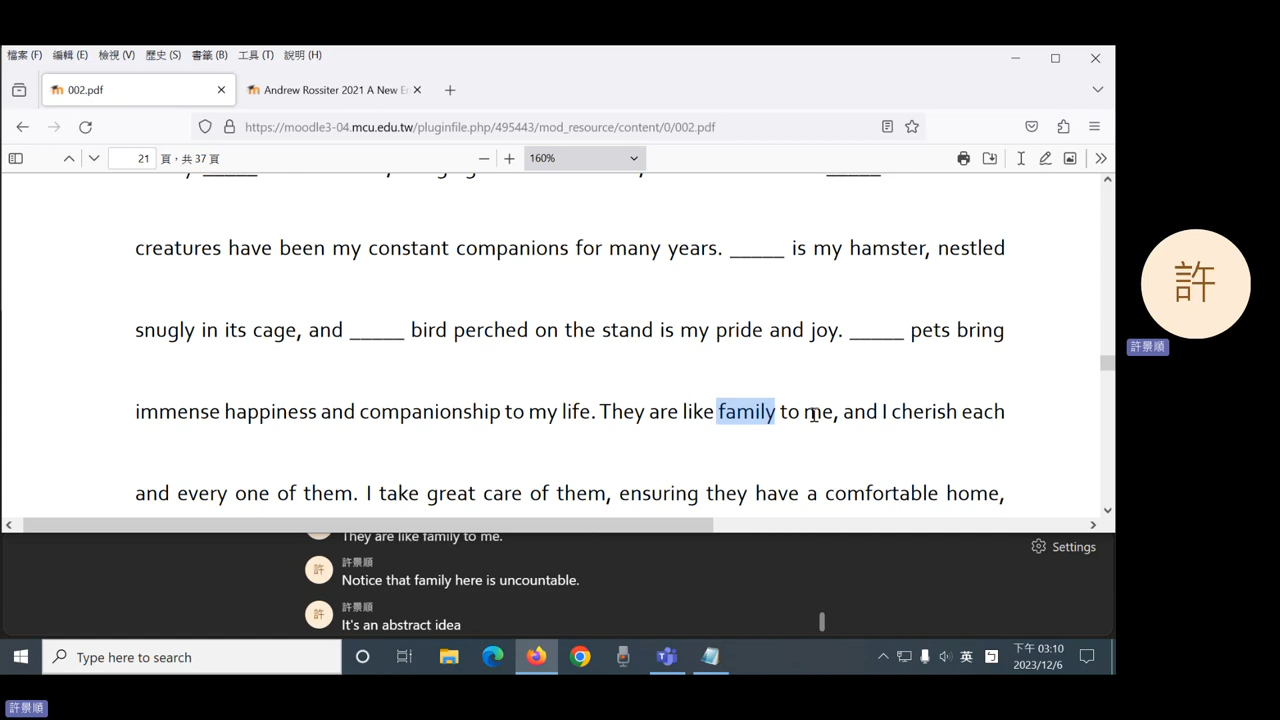 檔案 (F) 編輯 (E) 檢視 (V) 歷史 (S) 書籤 (B) 工具 (T) 說明 (H)
002.pdf
Andrew Rossiter 2021 A New E
https://moodle3-04.mcu.edu.tw/pluginfile.php/495443/mod_resource/content/0/002.pdf
21 頁，共 37 頁
160%
creatures have been my constant companions for many years. _____ is my hamster, nestled
snugly in its cage, and _____ bird perched on the stand is my pride and joy. _____ pets bring
immense happiness and companionship to my life. They are like family to me, and I cherish each
and every one of them. I take great care of them, ensuring they have a comfortable home,
They are like family to me.
許景順
許
Notice that family here is uncountable.
許景順
許
It's an abstract idea
Settings
許
許景順
Type here to search
英
下午 03:10
2023/12/6
許景順